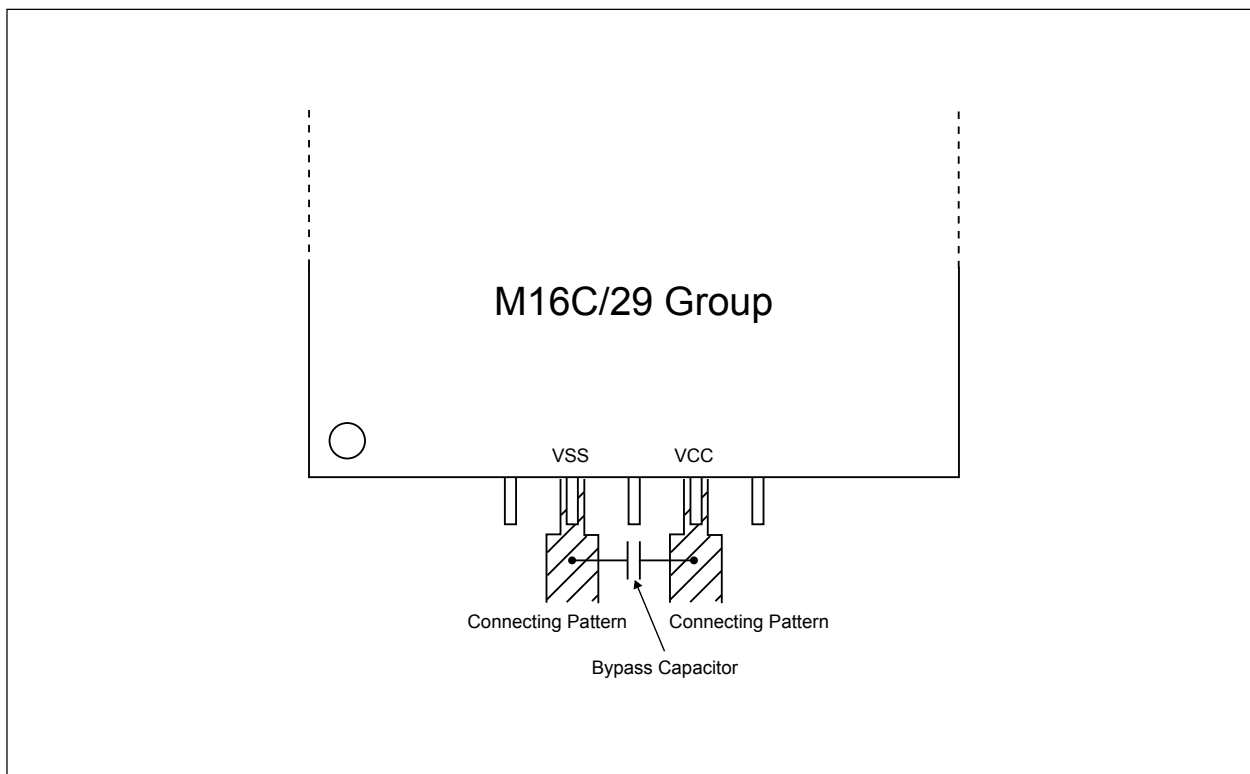 M16C/29 Group
VSS
VCC
Connecting Pattern
Connecting Pattern
Bypass Capacitor